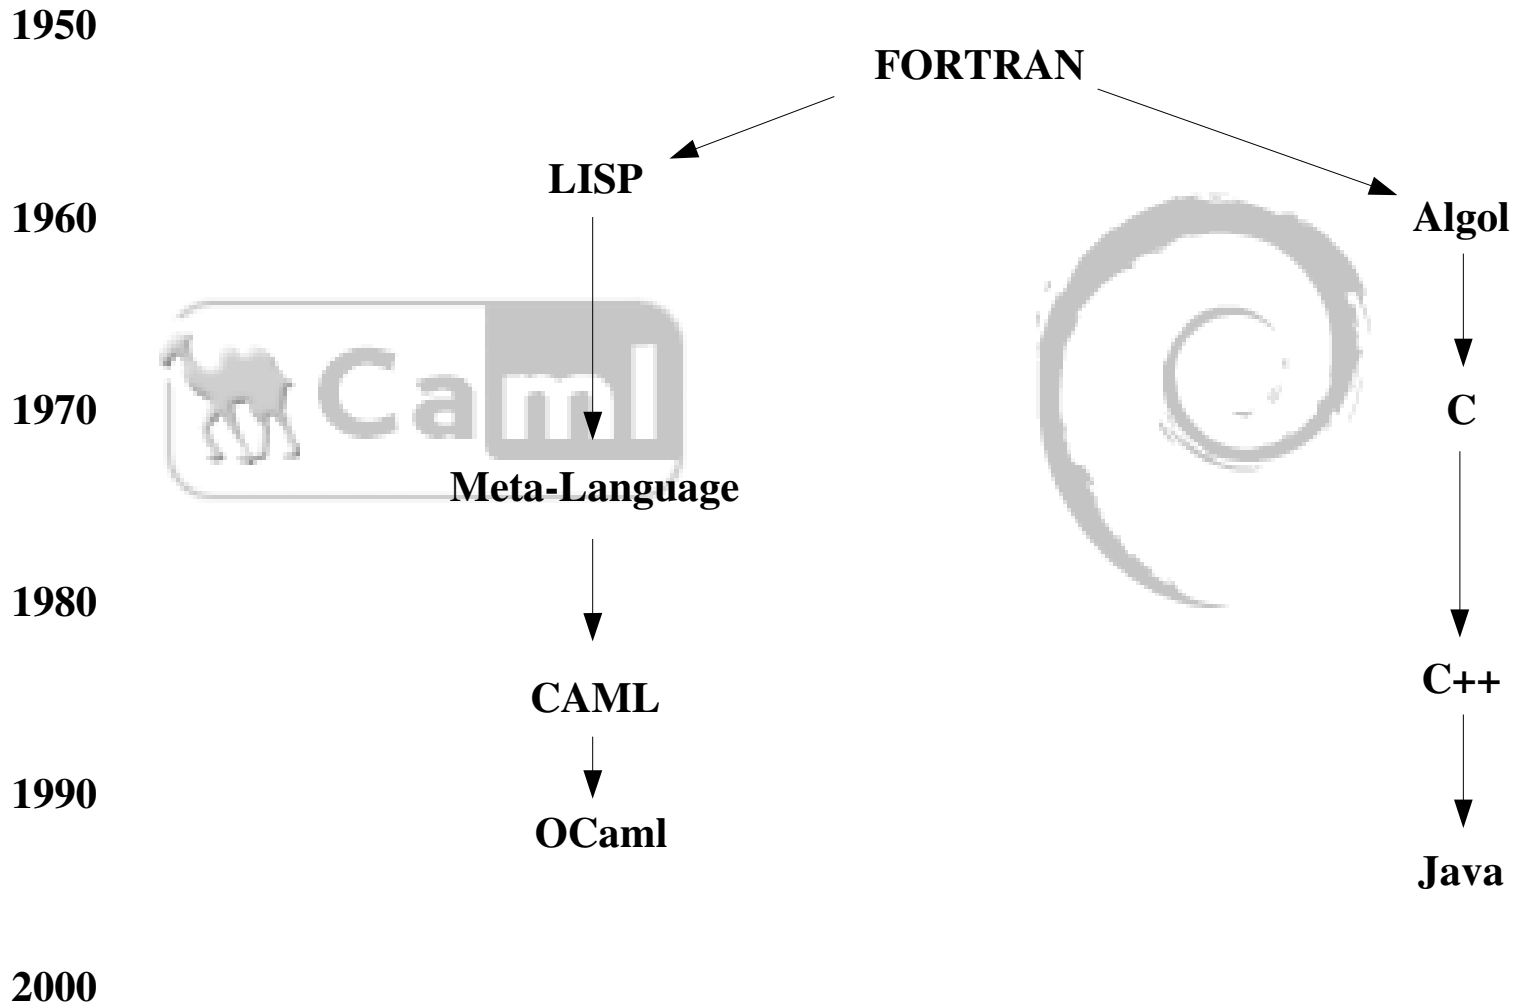 1950
FORTRAN
LISP
1960
Algol
Caml
1970
C
Meta-Language
1980
C++
CAML
1990
OCaml
Java
2000